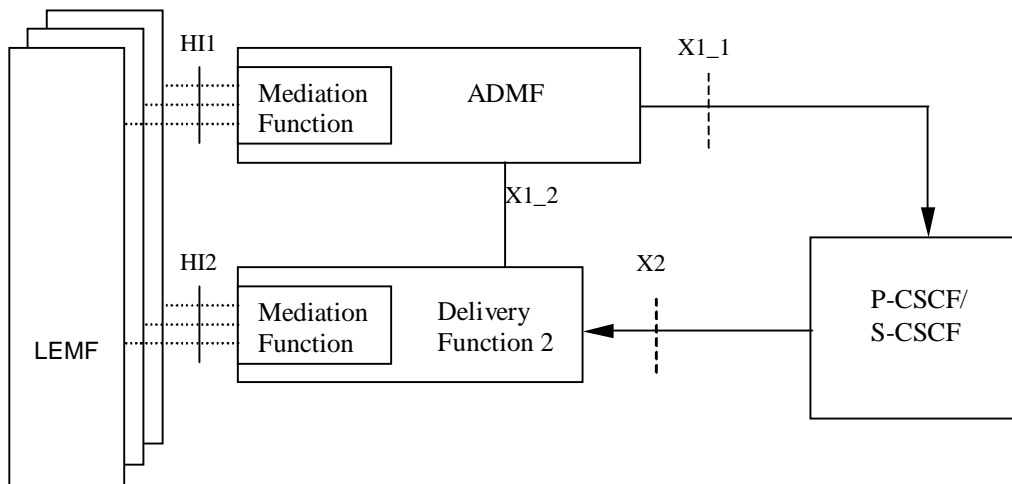 HI1
X1_1
Mediation
Function
ADMF
X1_2
HI2
X2
Mediation
Function
Delivery
Function 2
P-CSCF/
S-CSCF
LEMF